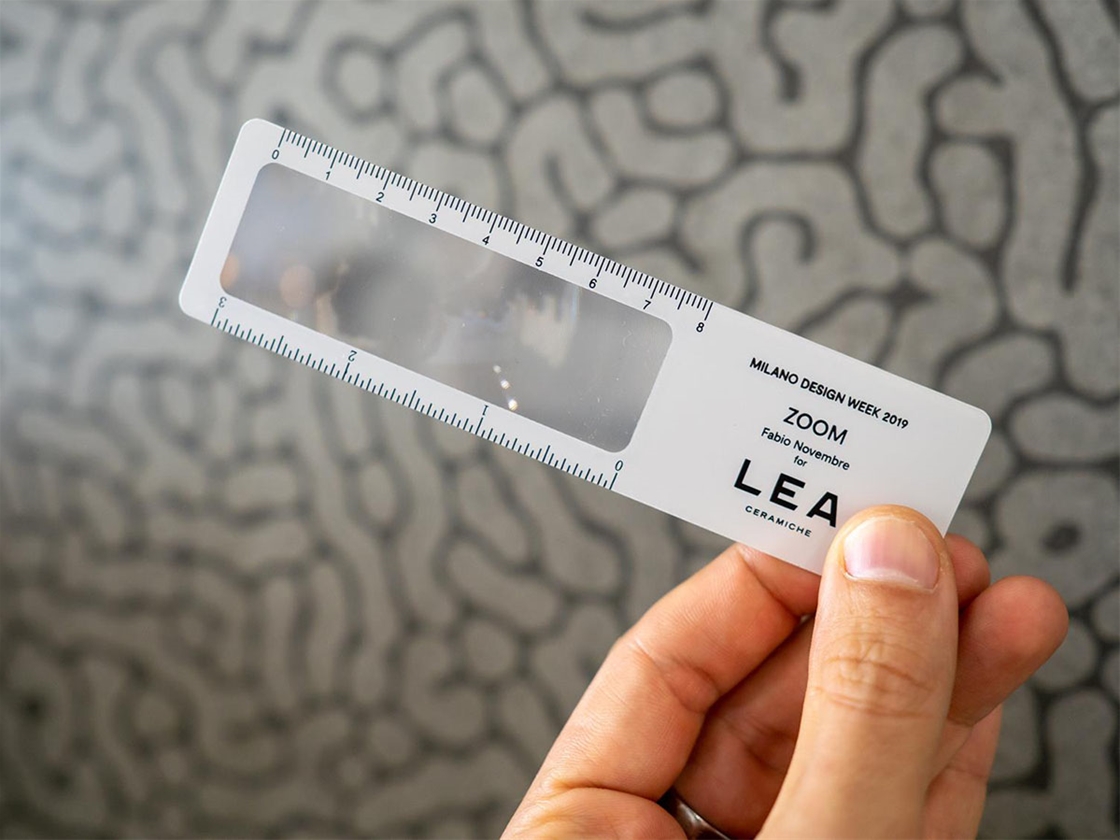 0 1 2 3 4 5 6 7 8
3 2 1 0
MILANO DESIGN WEEK 2019
ZOOM
Fabio Novembre
for
LEA
CERAMICHE